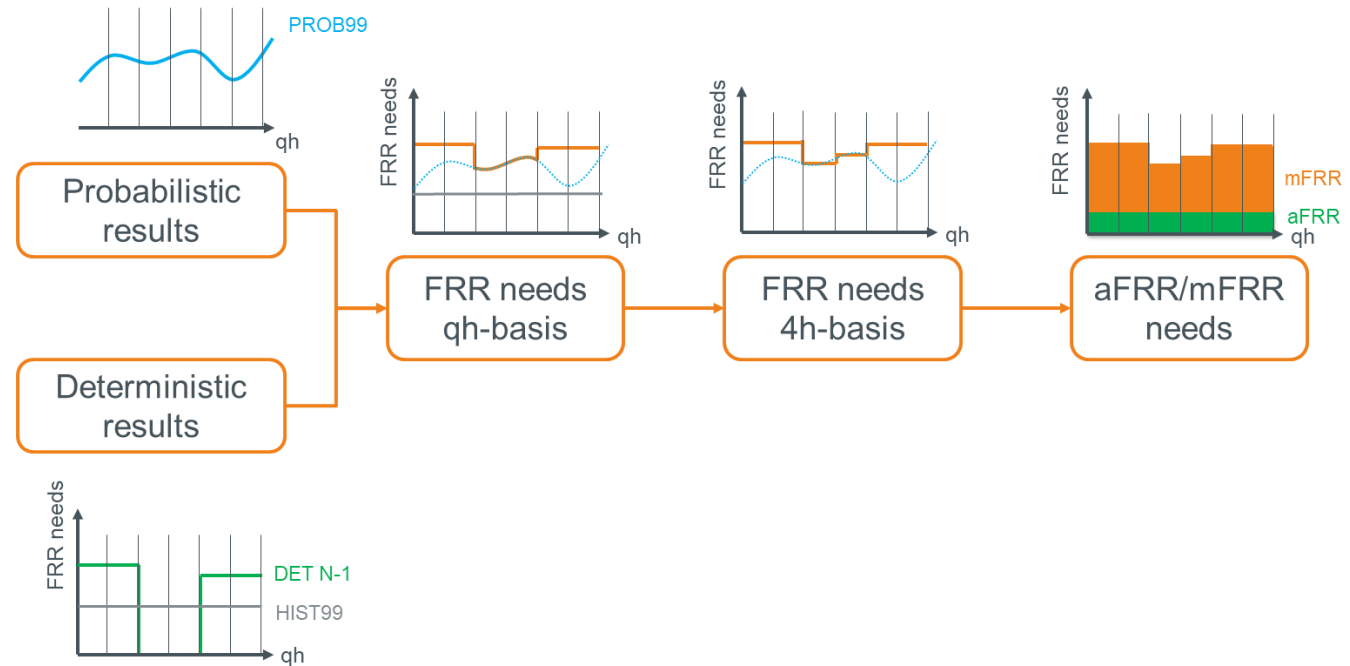 PROB99
qh
Probabilistic
results
Deterministic
results
FRR needs
DET N-1
HIST99
qh
FRR needs
qh
FRR needs
qh-basis
FRR needs
qh
FRR needs
4h-basis
FRR needs
mFRR
aFRR
qh
aFRR/mFRR
needs